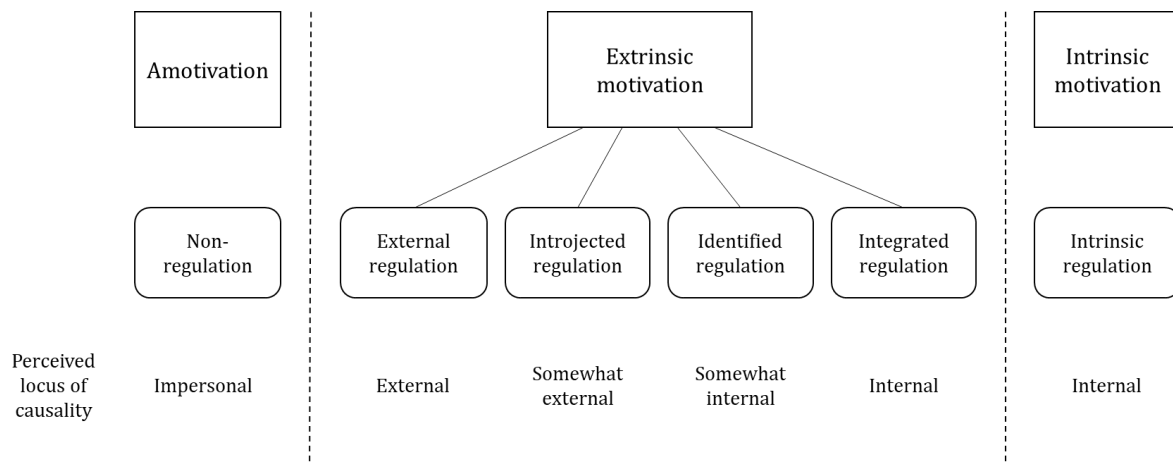 Amotivation
Extrinsic
motivation
Intrinsic
motivation
Non-
regulation
External
regulation
Introjected
regulation
Identified
regulation
Integrated
regulation
Intrinsic
regulation
Perceived
locus of
causality
Impersonal
External
Somewhat
external
Somewhat
internal
Internal
Internal